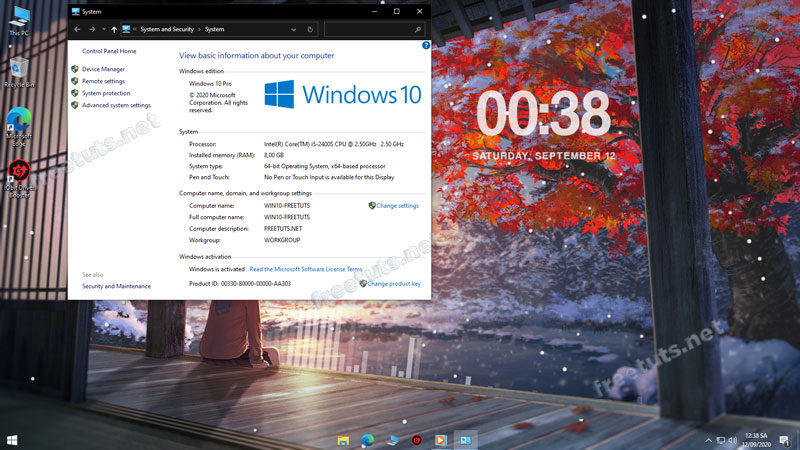 System
This PC
System and Security
System
Control Panel Home
Device Manager
Remote settings
System protection
Advanced system settings
View basic information about your computer
Windows edition
Windows 10 Pro
© 2020 Microsoft
Corporation. All rights
reserved.
Windows 10
System
Processor: Intel(R) Core(TM) i5-2400S CPU @ 2.50GHz 2.50 GHz
Installed memory (RAM): 8,00 GB
System type: 64-bit Operating System, x64-based processor
Pen and Touch: No Pen or Touch Input is available for this Display
Computer name, domain, and workgroup settings
Computer name: WIN10-FREETUTS
Change settings
Full computer name: WIN10-FREETUTS
Computer description: FREETUTS.NET
Workgroup: WORKGROUP
Windows activation
Windows is activated Read the Microsoft Software License Terms
Product ID: 00330-80000-00000-AA303
Change product key
See also
Security and Maintenance
Recycle Bin
Microsoft
Edge
IObit Driver
Booster
00:38
SATURDAY, SEPTEMBER 12
freetuts.net
freetuts.net
freetuts.net
12:38 SA
12/09/2020